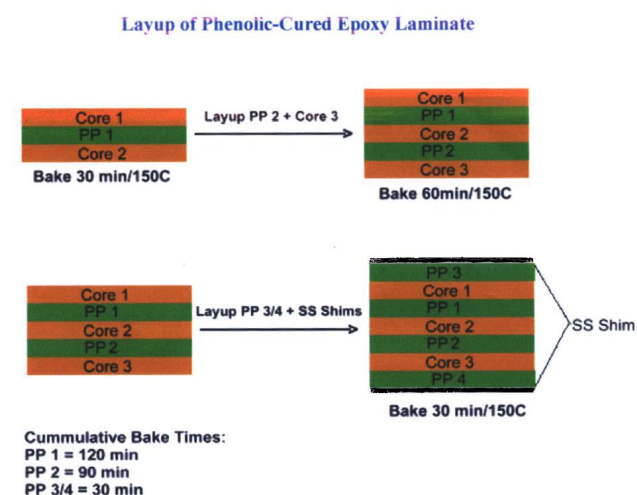 Layup of Phenolic-Cured Epoxy Laminate
Core 1
PP 1
Core 2
Bake 30 min/150C
Layup PP 2 + Core 3
Core 1
PP 1
Core 2
PP 2
Core 3
Bake 60min/150C
Core 1
PP 1
Core 2
PP 2
Core 3
Layup PP 3/4 + SS Shims
PP 3
Core 1
PP 1
Core 2
PP 2
Core 3
PP 4
SS Shim
Bake 30 min/150C
Cummulative Bake Times:
PP 1 = 120 min
PP 2 = 90 min
PP 3/4 = 30 min